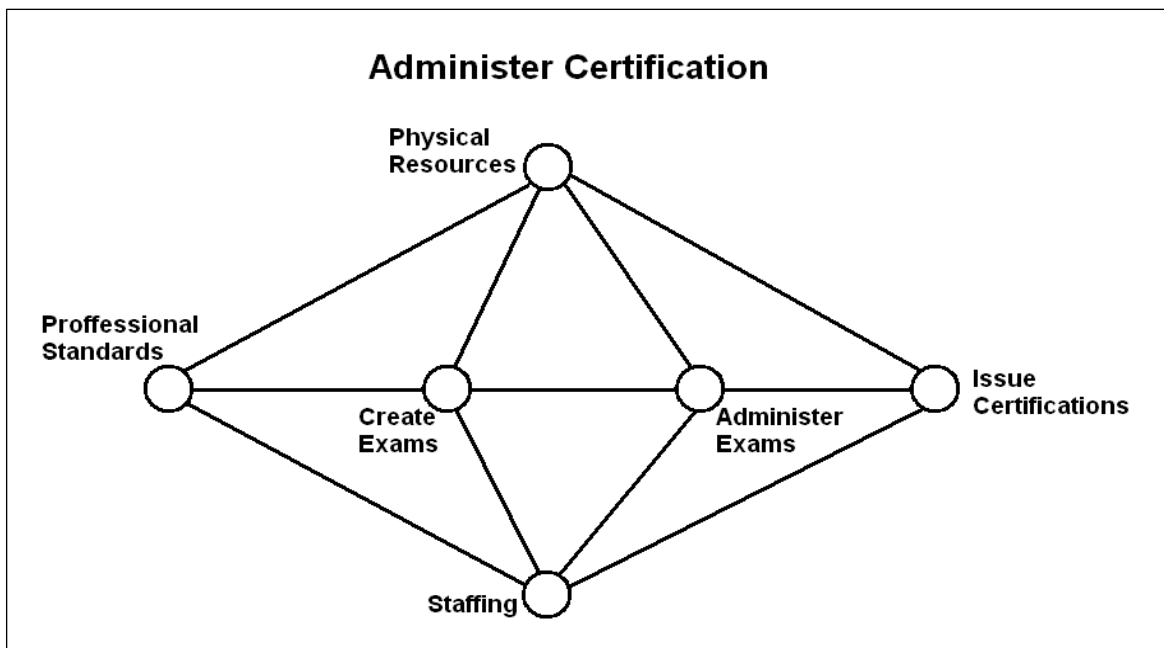 Administer Certification
Physical
Resources
Proffessional
Standards
Create
Exams
Administer
Exams
Issue
Certifications
Staffing